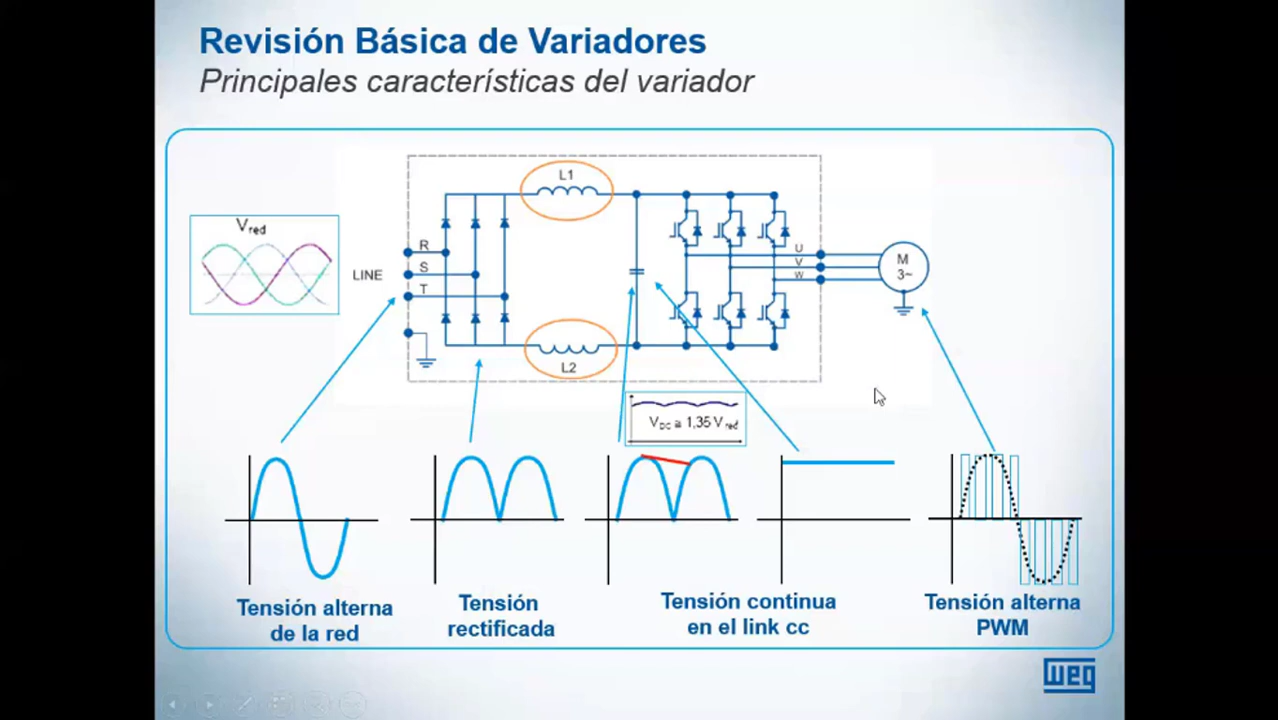 Revisión Básica de Variadores
Principales características del variador
Vred
L1
R
S
T
LINE
U
V
W
M
3~
L2
VDC ≅ 1,35 Vred
Tensión alterna
de la red
Tensión
rectificada
Tensión continua
en el link cc
Tensión alterna
PWM
WEG